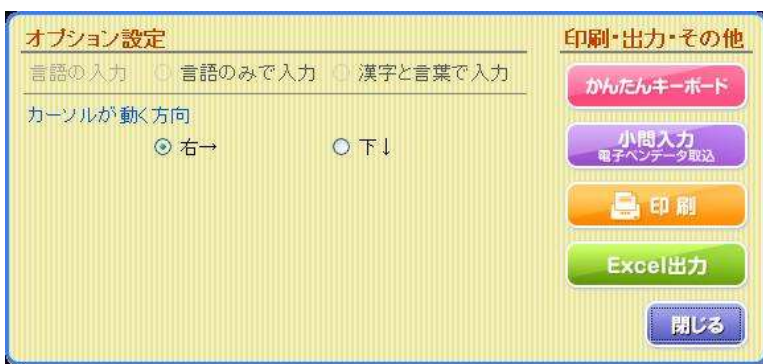 オプション設定
言語の入力 言語のみで入力 漢字と言葉で入力
カーソルが動く方向
右→ 下↓
印刷・出力・その他
かんたんキーボード
小問入力
電子ペンデータ取込
印刷
Excel出力
閉じる